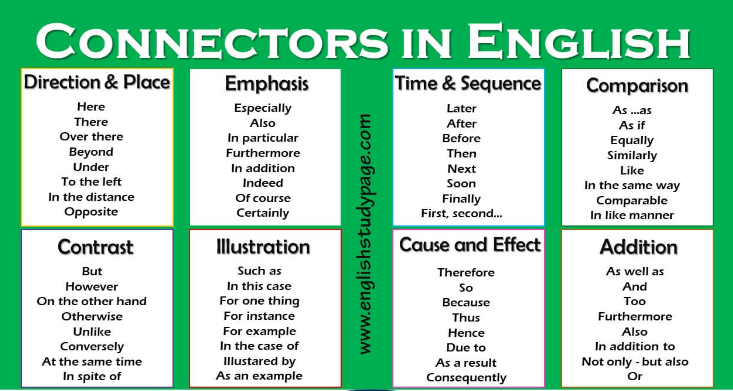 CONNECTORS IN ENGLISH
Direction & Place
Here
There
Over there
Beyond
Under
To the left
In the distance
Opposite
Emphasis
Especially
Also
In particular
Furthermore
In addition
Indeed
Of course
Certainly
www.englishstudypage.com
Time & Sequence
Later
After
Before
Then
Next
Soon
Finally
First, second...
Comparison
As ...as
As if
Equally
Similarly
Like
In the same way
Comparable
In like manner
Contrast
But
However
On the other hand
Otherwise
Unlike
Conversely
At the same time
In spite of
Illustration
Such as
In this case
For one thing
For instance
For example
In the case of
Illustared by
As an example
Cause and Effect
Therefore
So
Because
Thus
Hence
Due to
As a result
Consequently
Addition
As well as
And
Too
Furthermore
Also
In addition to
Not only - but also
Or